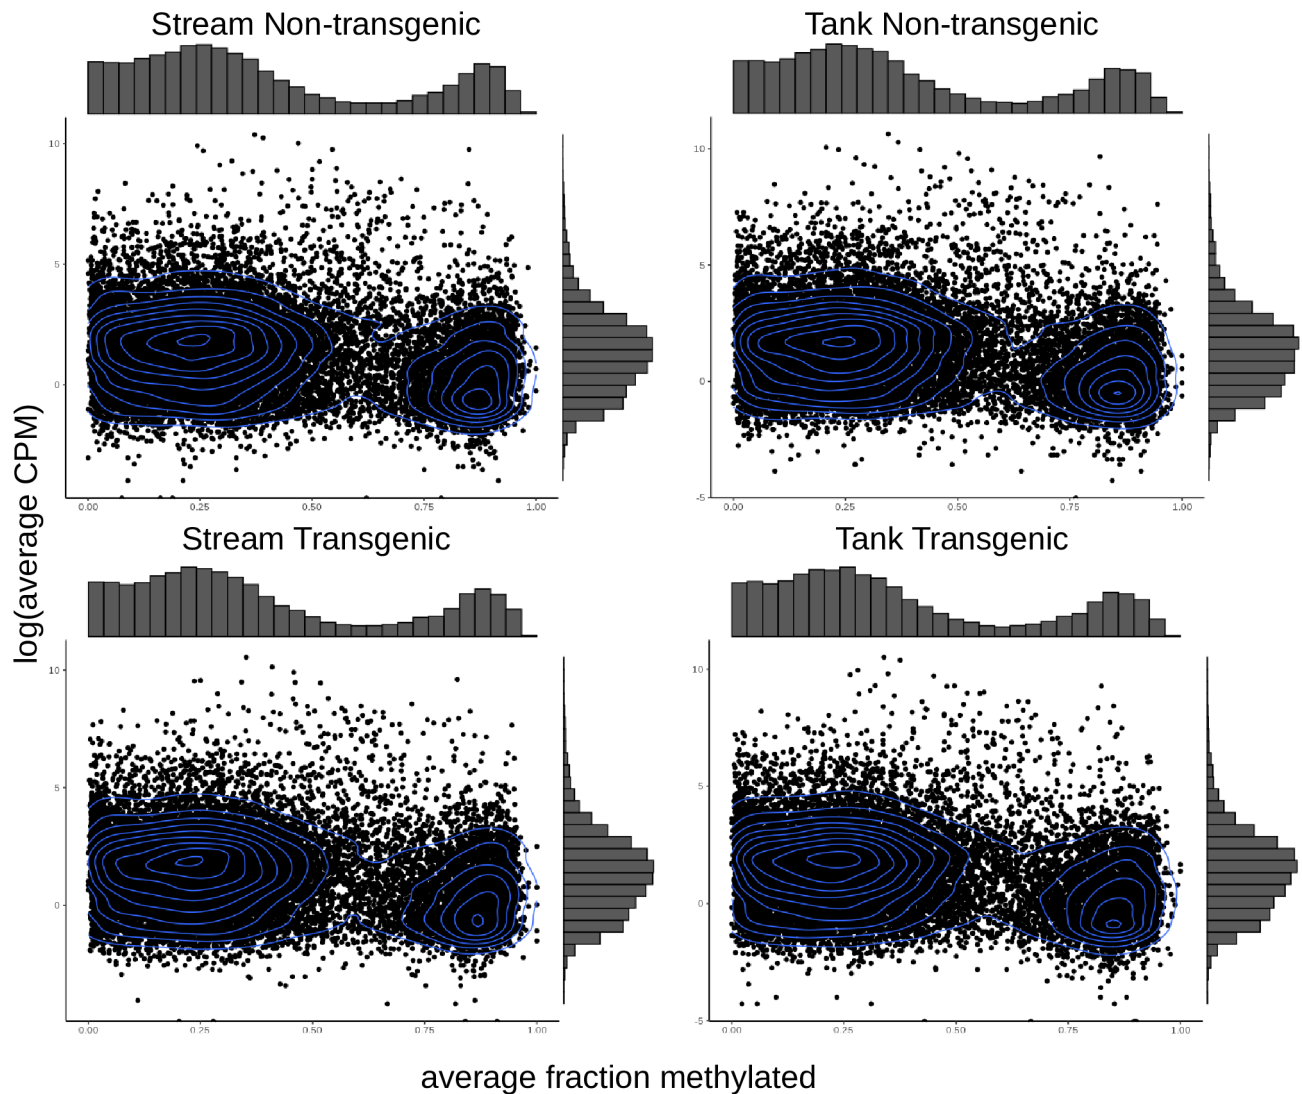 Stream Non-transgenic
Tank Non-transgenic
10
5
0
0.00 0.25 0.50 0.75 1.00
10
5
0
-5
0.00 0.25 0.50 0.75 1.00
log(average CPM)
Stream Transgenic
Tank Transgenic
10
5
0
0.00 0.25 0.50 0.75 1.00
10
5
0
-5
0.00 0.25 0.50 0.75 1.00
average fraction methylated